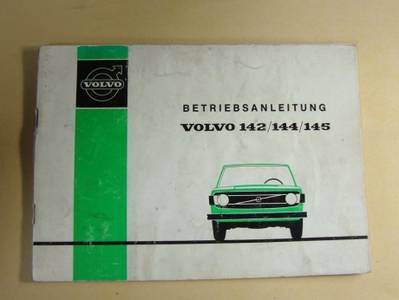 VOLVO
BETRIEBSANLEITUNG
VOLVO 142/144/145